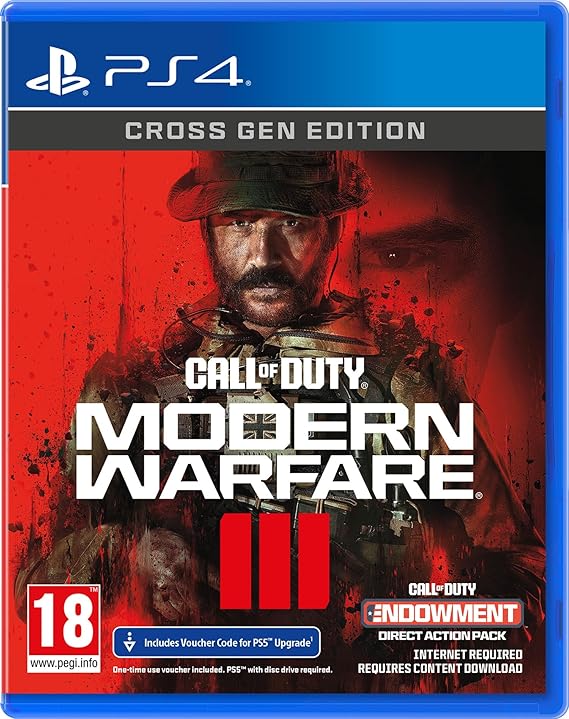 PS4
CROSS GEN EDITION
CALL OF DUTY®
MODERN
WARFARE®
III
18™
www.pegi.info
Includes Voucher Code for PS5™ Upgrade¹
One-time use voucher included. PS5™ with disc drive required.
CALL OF DUTY
ENDOWMENT
DIRECT ACTION PACK
INTERNET REQUIRED
REQUIRES CONTENT DOWNLOAD